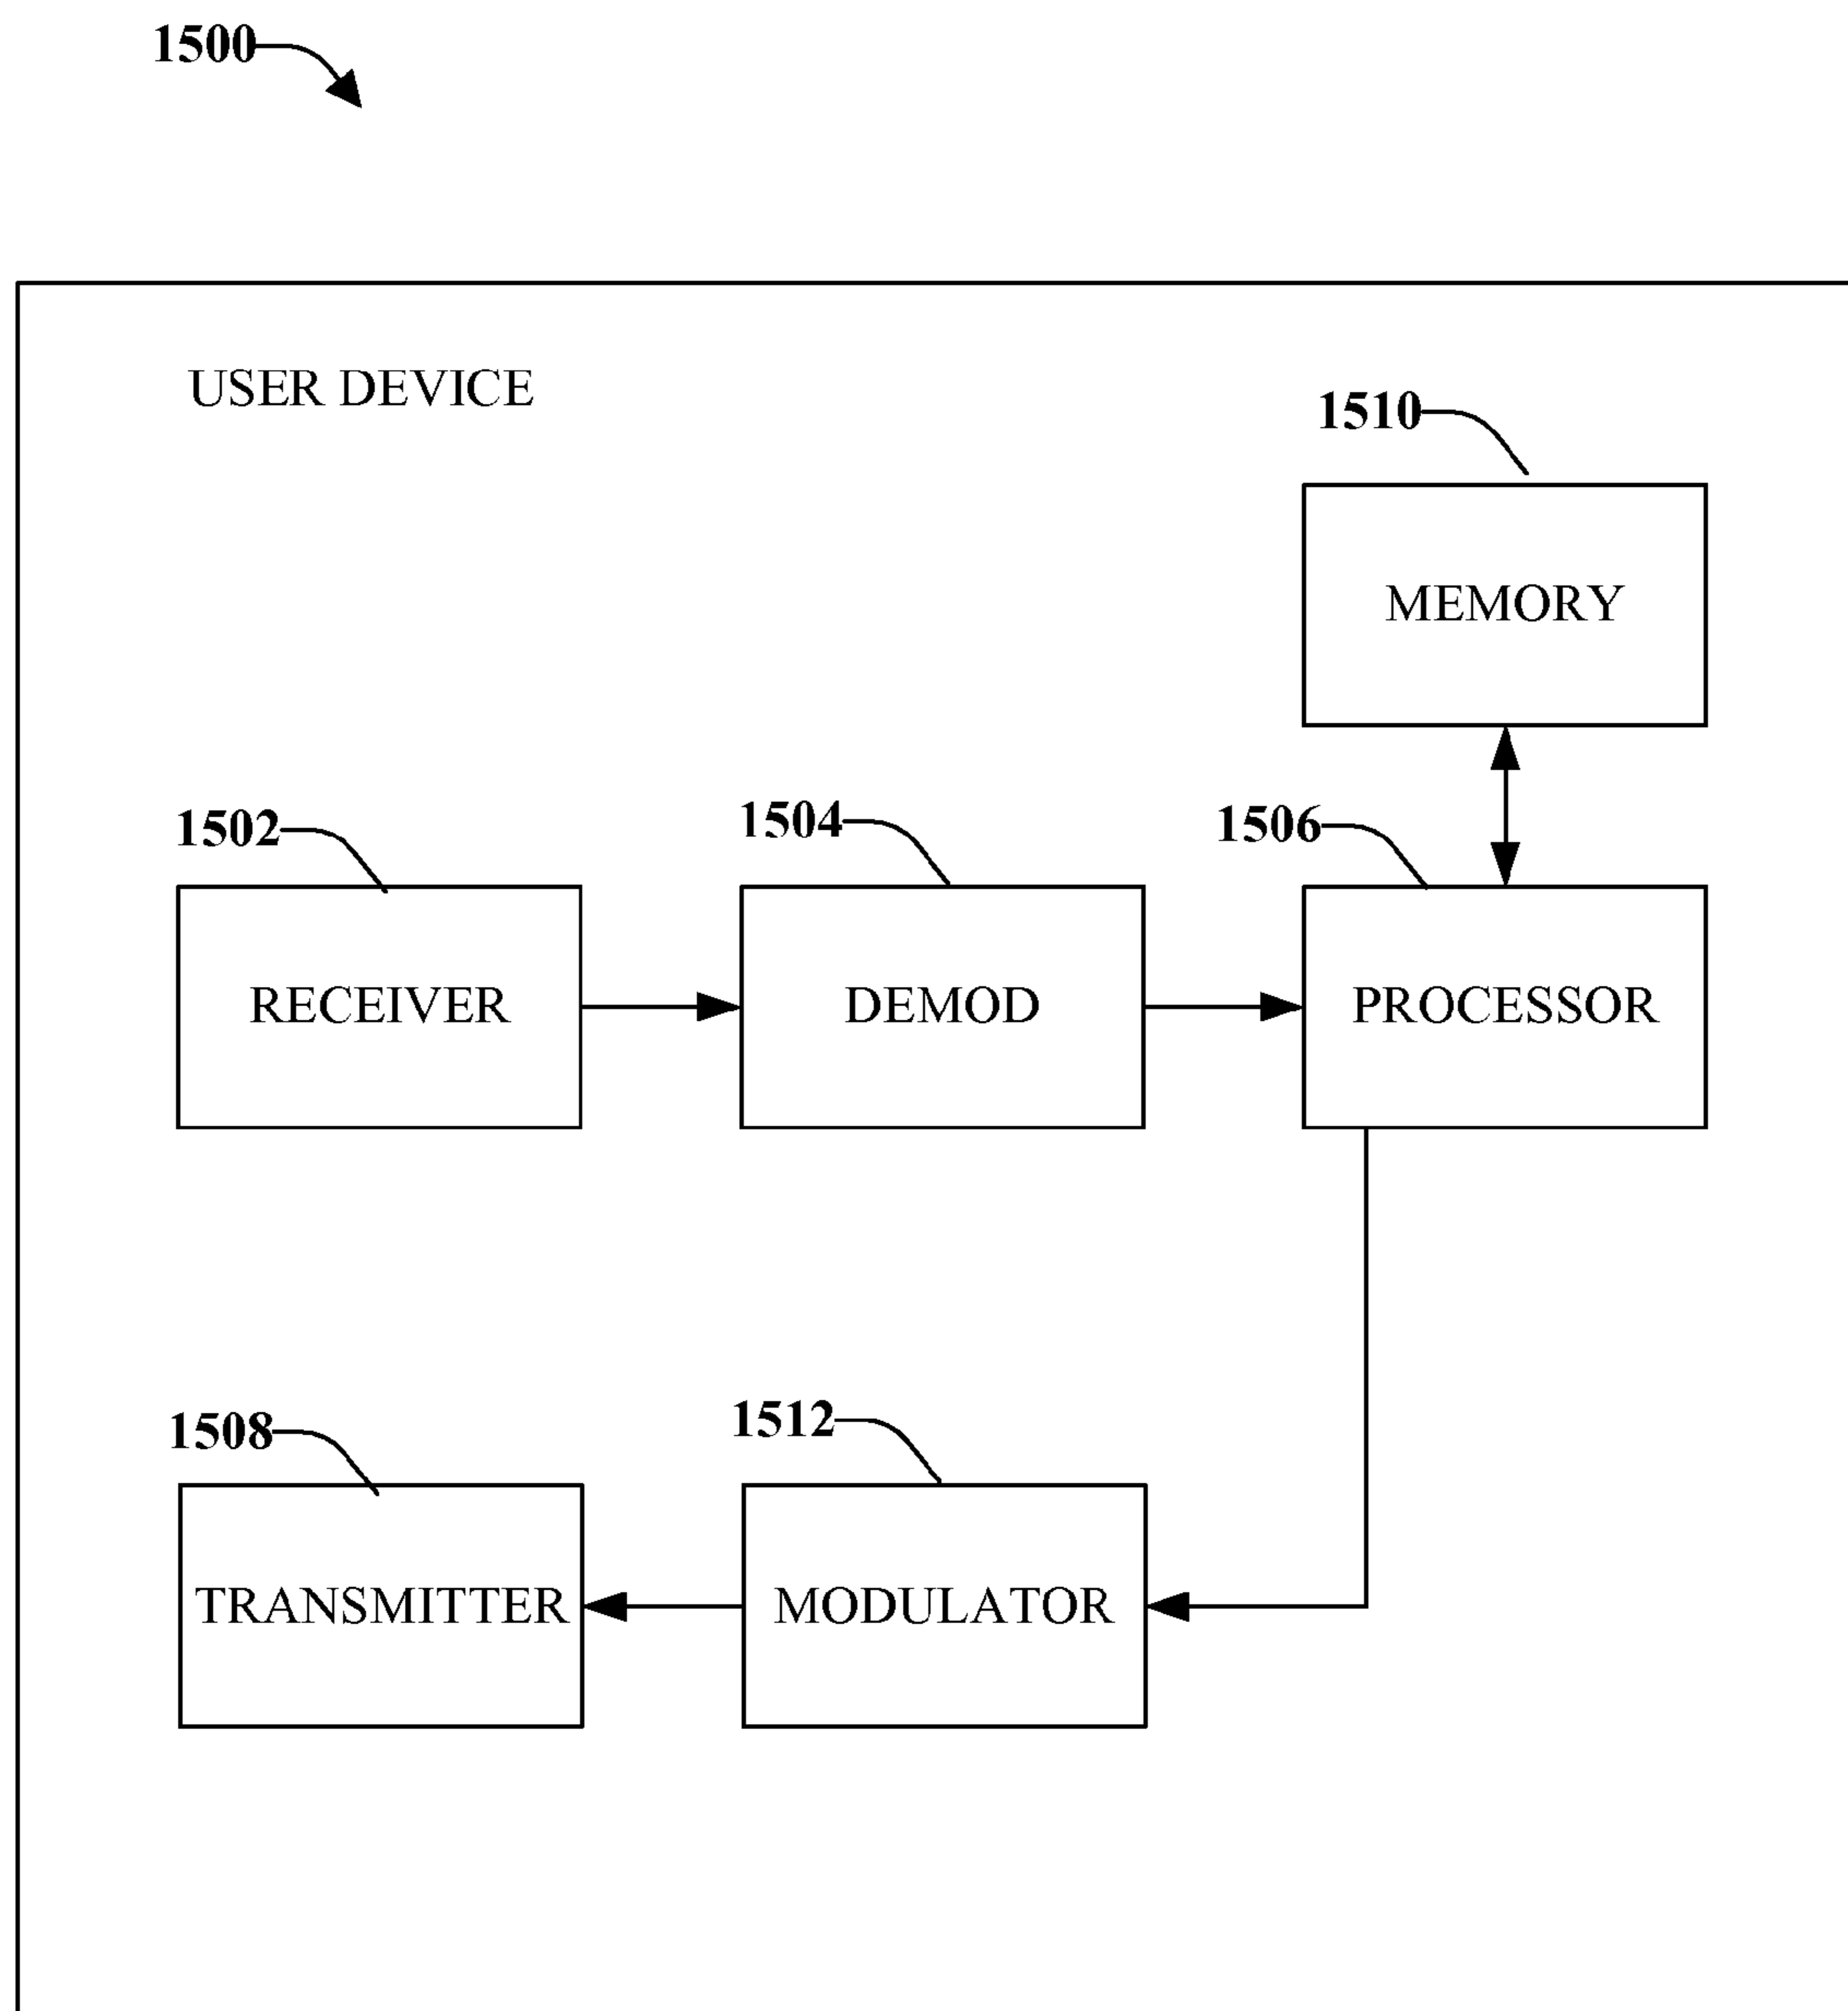 1500
USER DEVICE
1510
MEMORY
1502
1504
1506
RECEIVER
DEMOD
PROCESSOR
1508
1512
TRANSMITTER
MODULATOR